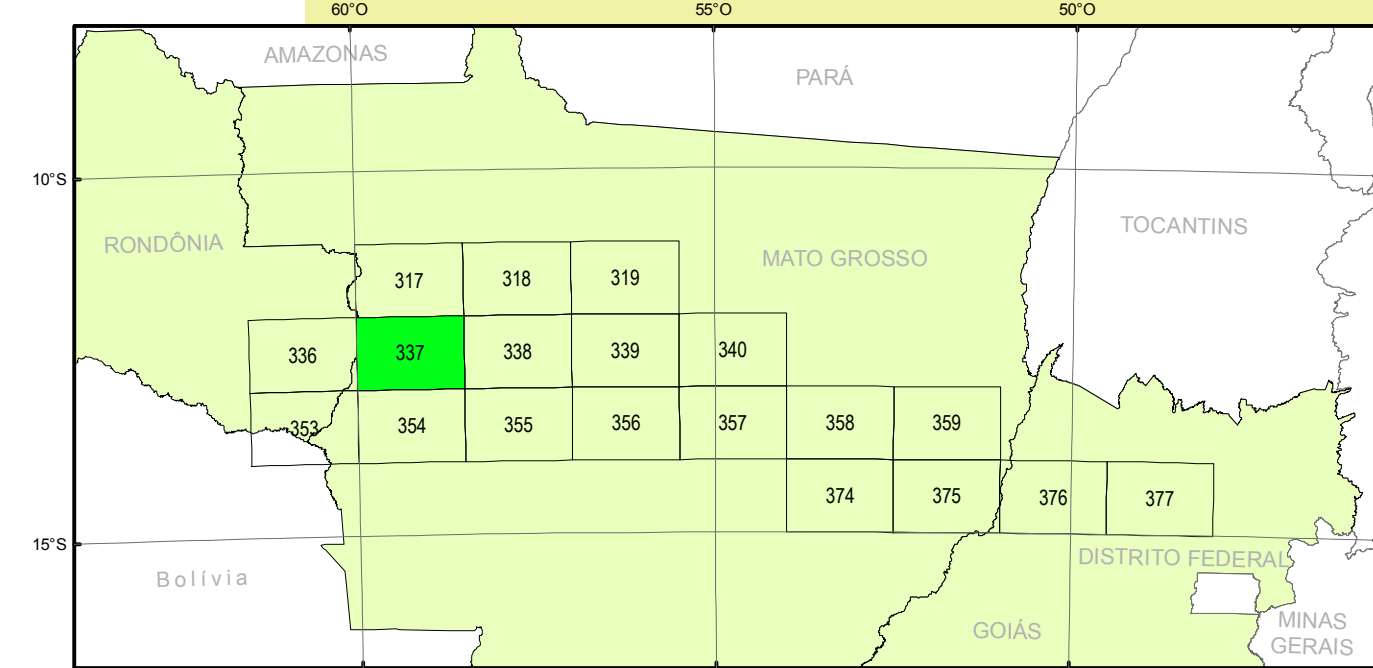 60°O 55°O 50°O
AMAZONAS
PARÁ
10°S
TOCANTINS
RONDÔNIA
MATO GROSSO
317 318 319
336 337 338 339 340
353 354 355 356 357 358 359
374 375 376 377
15°S
DISTRITO FEDERAL
Bolívia
MINAS
GERAIS
GOIÁS